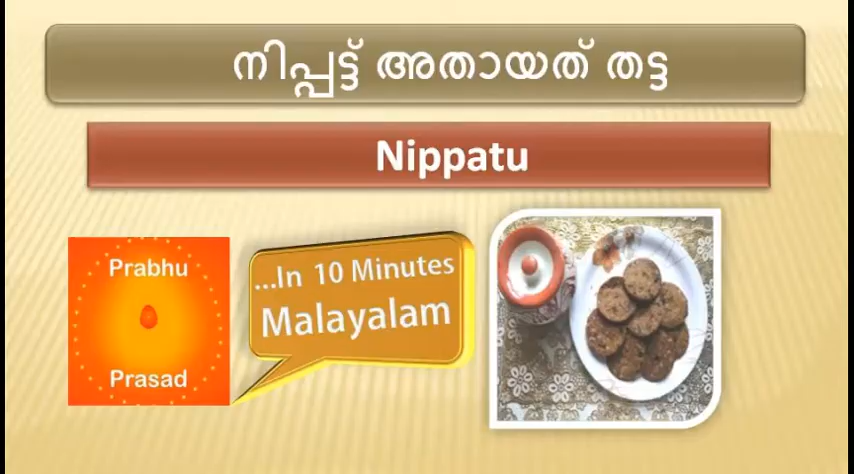 നിപ്പട്ട് അതായത് തട്ട
Nippatu
Prabhu
Prasad
...In 10 Minutes
Malayalam